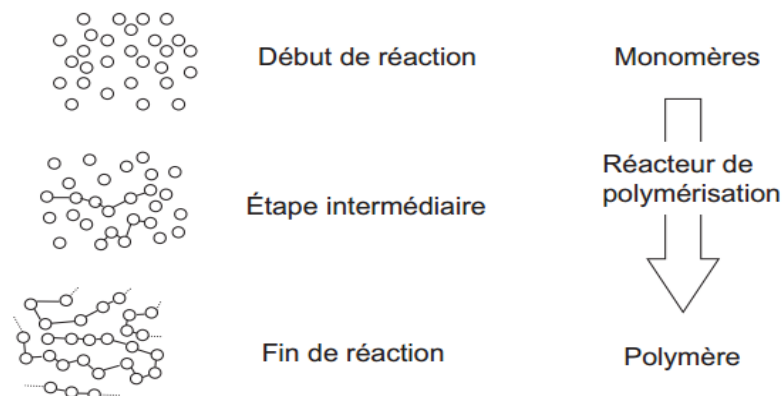 Début de réaction
Monomères
Réacteur de
polymérisation
Étape intermédiaire
Fin de réaction
Polymère